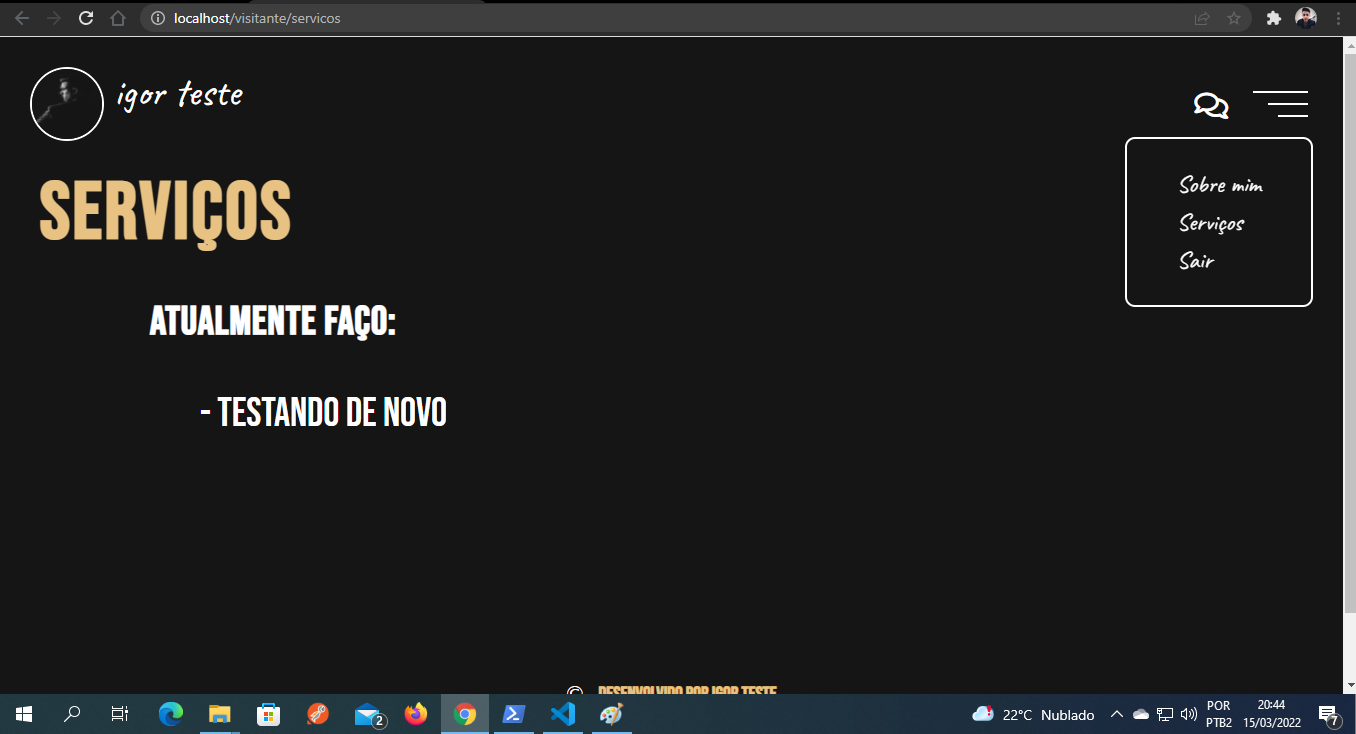 localhost/visitante/servicos
igor teste
Sobre mim
Serviços
Sair
SERVIÇOS
ATUALMENTE FAÇO:
- TESTANDO DE NOVO
© DESENVOLVIDO POR IGOR TESTE
2
22°C Nublado
POR
PTB2
20:44
15/03/2022
7